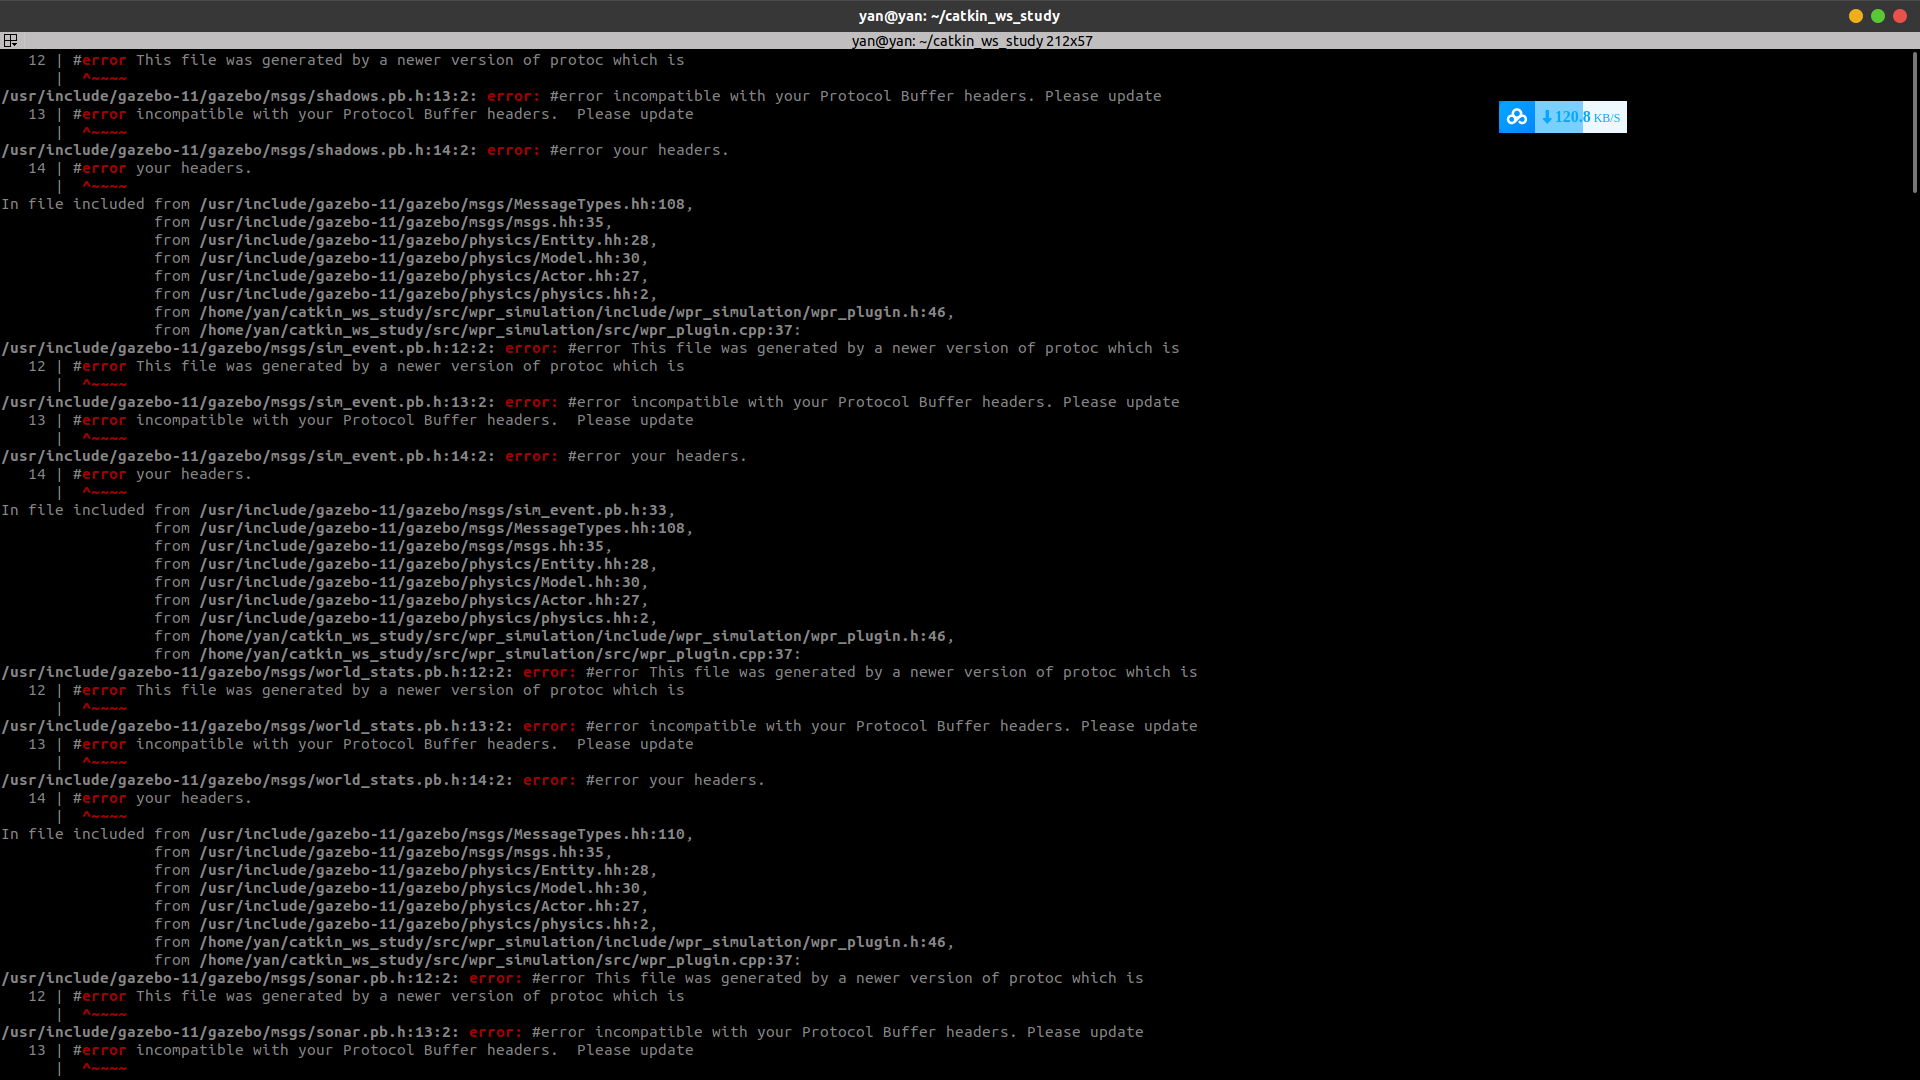 yan@yan: ~/catkin_ws_study
yan@yan: ~/catkin_ws_study 212x57
   12 | #error This file was generated by a newer version of protoc which is
      |  ^~~~~
/usr/include/gazebo-11/gazebo/msgs/shadows.pb.h:13:2: error: #error incompatible with your Protocol Buffer headers. Please update
   13 | #error incompatible with your Protocol Buffer headers.  Please update
      |  ^~~~~
/usr/include/gazebo-11/gazebo/msgs/shadows.pb.h:14:2: error: #error your headers.
   14 | #error your headers.
      |  ^~~~~
In file included from /usr/include/gazebo-11/gazebo/msgs/MessageTypes.hh:108,
                 from /usr/include/gazebo-11/gazebo/msgs/msgs.hh:35,
                 from /usr/include/gazebo-11/gazebo/physics/Entity.hh:28,
                 from /usr/include/gazebo-11/gazebo/physics/Model.hh:30,
                 from /usr/include/gazebo-11/gazebo/physics/Actor.hh:27,
                 from /usr/include/gazebo-11/gazebo/physics/physics.hh:2,
                 from /home/yan/catkin_ws_study/src/wpr_simulation/include/wpr_simulation/wpr_plugin.h:46,
                 from /home/yan/catkin_ws_study/src/wpr_simulation/src/wpr_plugin.cpp:37:
/usr/include/gazebo-11/gazebo/msgs/sim_event.pb.h:12:2: error: #error This file was generated by a newer version of protoc which is
   12 | #error This file was generated by a newer version of protoc which is
      |  ^~~~~
/usr/include/gazebo-11/gazebo/msgs/sim_event.pb.h:13:2: error: #error incompatible with your Protocol Buffer headers. Please update
   13 | #error incompatible with your Protocol Buffer headers.  Please update
      |  ^~~~~
/usr/include/gazebo-11/gazebo/msgs/sim_event.pb.h:14:2: error: #error your headers.
   14 | #error your headers.
      |  ^~~~~
In file included from /usr/include/gazebo-11/gazebo/msgs/sim_event.pb.h:33,
                 from /usr/include/gazebo-11/gazebo/msgs/MessageTypes.hh:108,
                 from /usr/include/gazebo-11/gazebo/msgs/msgs.hh:35,
                 from /usr/include/gazebo-11/gazebo/physics/Entity.hh:28,
                 from /usr/include/gazebo-11/gazebo/physics/Model.hh:30,
                 from /usr/include/gazebo-11/gazebo/physics/Actor.hh:27,
                 from /usr/include/gazebo-11/gazebo/physics/physics.hh:2,
                 from /home/yan/catkin_ws_study/src/wpr_simulation/include/wpr_simulation/wpr_plugin.h:46,
                 from /home/yan/catkin_ws_study/src/wpr_simulation/src/wpr_plugin.cpp:37:
/usr/include/gazebo-11/gazebo/msgs/world_stats.pb.h:12:2: error: #error This file was generated by a newer version of protoc which is
   12 | #error This file was generated by a newer version of protoc which is
      |  ^~~~~
/usr/include/gazebo-11/gazebo/msgs/world_stats.pb.h:13:2: error: #error incompatible with your Protocol Buffer headers. Please update
   13 | #error incompatible with your Protocol Buffer headers.  Please update
      |  ^~~~~
/usr/include/gazebo-11/gazebo/msgs/world_stats.pb.h:14:2: error: #error your headers.
   14 | #error your headers.
      |  ^~~~~
In file included from /usr/include/gazebo-11/gazebo/msgs/MessageTypes.hh:110,
                 from /usr/include/gazebo-11/gazebo/msgs/msgs.hh:35,
                 from /usr/include/gazebo-11/gazebo/physics/Entity.hh:28,
                 from /usr/include/gazebo-11/gazebo/physics/Model.hh:30,
                 from /usr/include/gazebo-11/gazebo/physics/Actor.hh:27,
                 from /usr/include/gazebo-11/gazebo/physics/physics.hh:2,
                 from /home/yan/catkin_ws_study/src/wpr_simulation/include/wpr_simulation/wpr_plugin.h:46,
                 from /home/yan/catkin_ws_study/src/wpr_simulation/src/wpr_plugin.cpp:37:
/usr/include/gazebo-11/gazebo/msgs/sonar.pb.h:12:2: error: #error This file was generated by a newer version of protoc which is
   12 | #error This file was generated by a newer version of protoc which is
      |  ^~~~~
/usr/include/gazebo-11/gazebo/msgs/sonar.pb.h:13:2: error: #error incompatible with your Protocol Buffer headers. Please update
   13 | #error incompatible with your Protocol Buffer headers.  Please update
      |  ^~~~~
120.8 KB/S